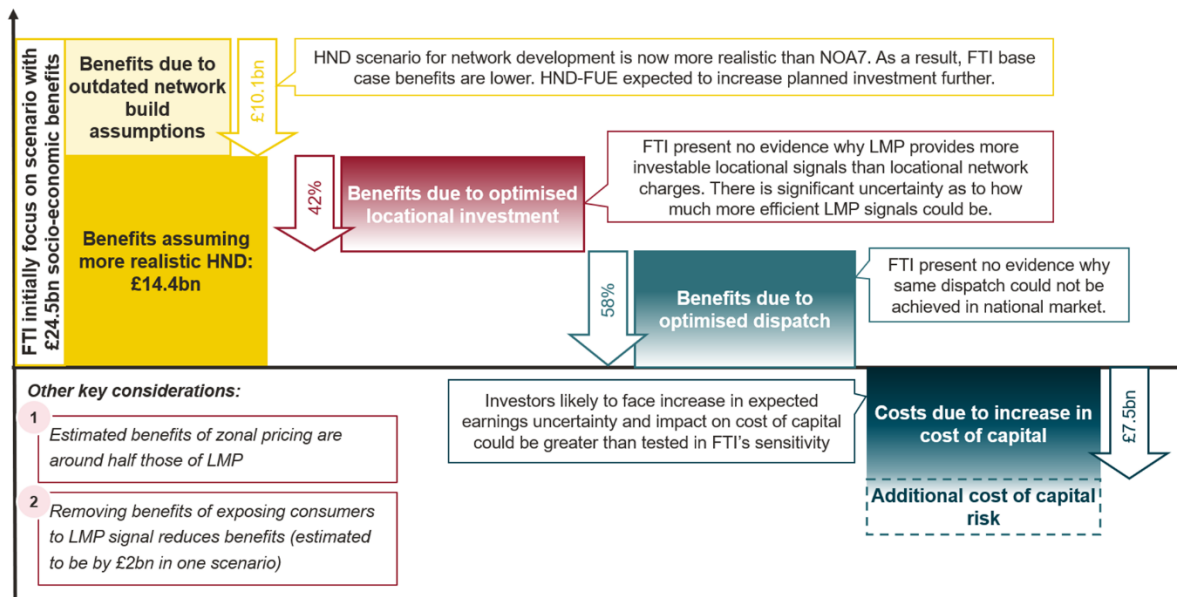 FTI initially focus on scenario with
£24.5bn socio-economic benefits
Benefits due to
outdated network
build
assumptions
£10.1bn
HND scenario for network development is now more realistic than NOA7. As a result, FTI base
case benefits are lower. HND-FUE expected to increase planned investment further.
Benefits assuming
more realistic HND:
£14.4bn
42%
Benefits due to optimised
locational investment
FTI present no evidence why LMP provides more
investable locational signals than locational network
charges. There is significant uncertainty as to how
much more efficient LMP signals could be.
58%
Benefits due to
optimised dispatch
FTI present no evidence why
same dispatch could not be
achieved in national market.
Investors likely to face increase in expected
earnings uncertainty and impact on cost of capital
could be greater than tested in FTI's sensitivity
Costs due to increase in
cost of capital
£7.5bn
Additional cost of capital
risk
Other key considerations:
1
Estimated benefits of zonal pricing are
around half those of LMP
2
Removing benefits of exposing consumers
to LMP signal reduces benefits (estimated
to be by £2bn in one scenario)